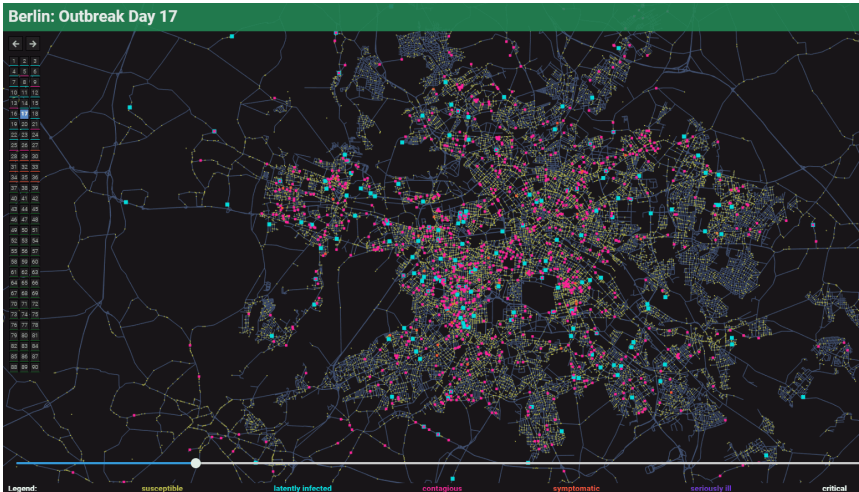 Berlin: Outbreak Day 17
1 2 3
4 5 6
7 8 9
10 11 12
13 14 15
16 17 18
19 20 21
22 23 24
25 26 27
28 29 30
31 32 33
34 35 36
37 38 39
40 41 42
43 44 45
46 47 48
49 50 51
52 53 54
55 56 57
58 59 60
61 62 63
64 65 66
67 68 69
70 71 72
73 74 75
76 77 78
79 80 81
82 83 84
85 86 87
88 89 90
Legend: susceptible latently infected contagious symptomatic seriously ill critical